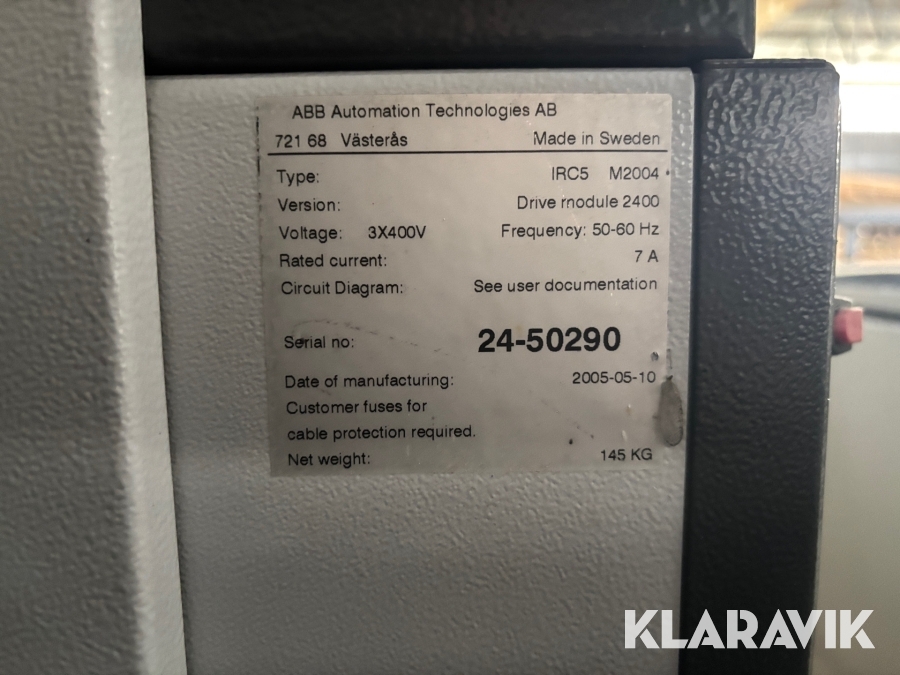 ABB Automation Technologies AB
721 68 Västerås Made in Sweden
Type: IRC5 M2004
Version: Drive module 2400
Voltage: 3X400V Frequency: 50-60 Hz
Rated current: 7 A
Circuit Diagram: See user documentation
Serial no: 24-50290
Date of manufacturing: 2005-05-10
Customer fuses for
cable protection required.
Net weight: 145 KG
KLARAVIK